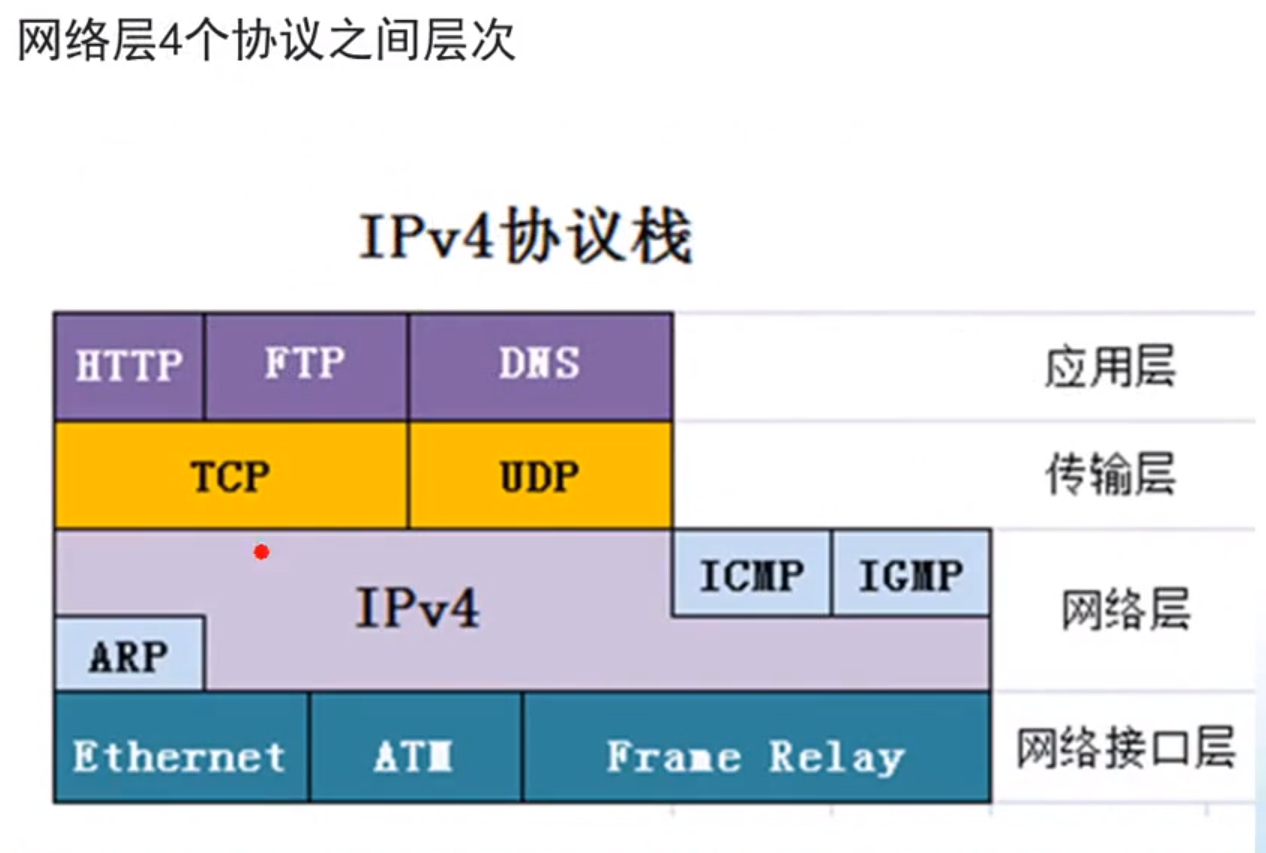 网络层4个协议之间层次
IPv4协议栈
HTTP FTP DNS 应用层
TCP UDP 传输层
ICMP IGMP
IPv4 网络层
ARP
Ethernet ATM Frame Relay 网络接口层